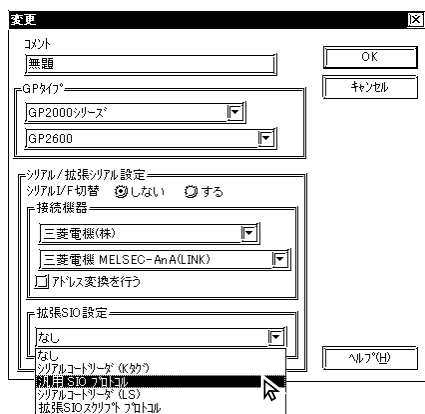 変更
コメント
無題
OK
キャンセル
GPタイプ
GP2000シリーズ
GP2600
シリアル/拡張シリアル設定
シリアルI/F切替 しない する
接続機器
三菱電機(株)
三菱電機 MELSEC-AnA(LINK)
アドレス変換を行う
拡張SIO設定
なし
なし
シリアルコードリーダ(Kタグ)
汎用 SIO プロトコル
シリアルコードリーダ(LS)
拡張SIOスクリプト プロトコル
ヘルプ(H)